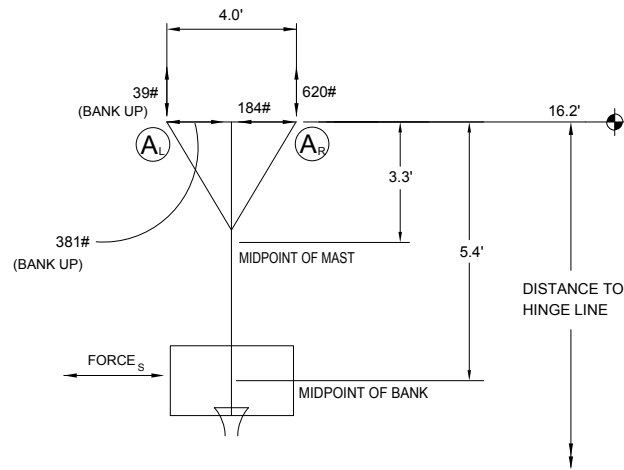 4.0'
39#
(BANK UP)
184#
620#
16.2'
AL
AR
3.3'
381#
(BANK UP)
MIDPOINT OF MAST
5.4'
DISTANCE TO
HINGE LINE
FORCE S
MIDPOINT OF BANK